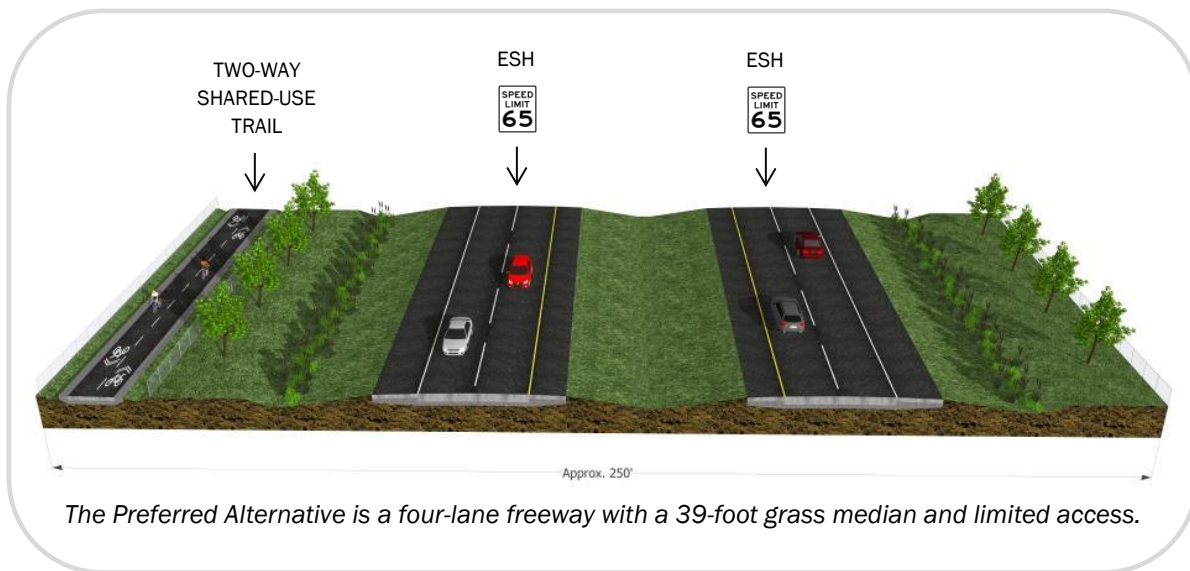 TWO-WAY
SHARED-USE
TRAIL
ESH
SPEED
LIMIT
65
ESH
SPEED
LIMIT
65
Approx. 250'
The Preferred Alternative is a four-lane freeway with a 39-foot grass median and limited access.